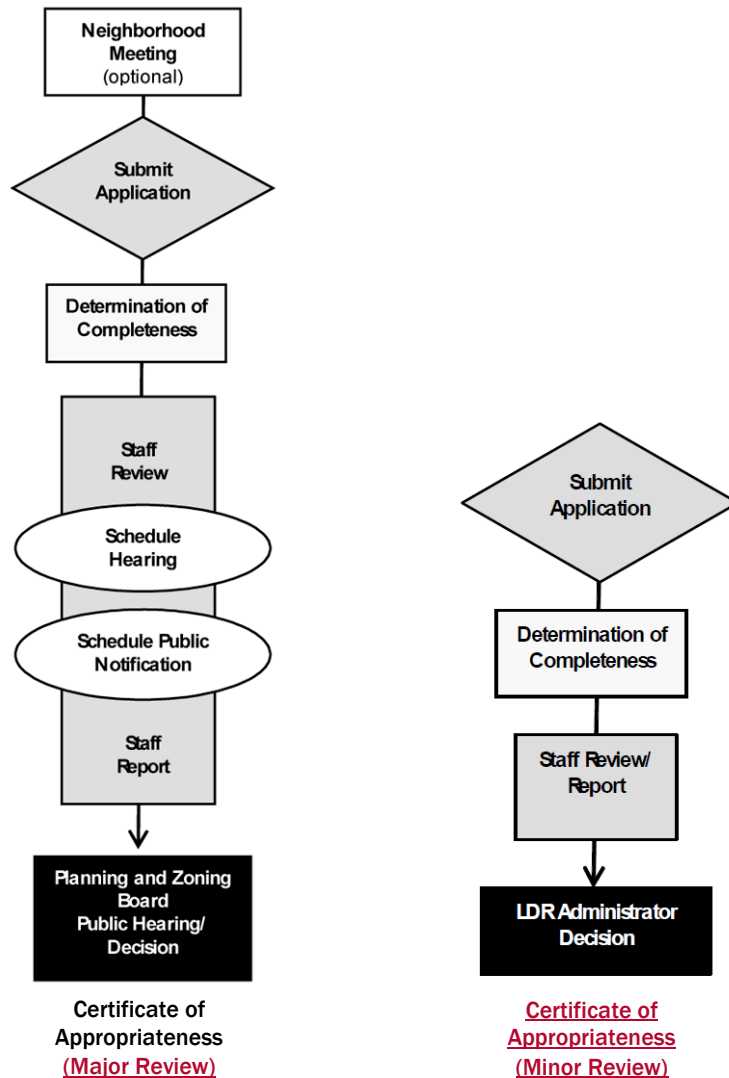 Neighborhood
Meeting
(optional)
Submit
Application
Determination of
Completeness
Staff
Review
Schedule
Hearing
Schedule Public
Notification
Staff
Report
Planning and Zoning
Board
Public Hearing/
Decision
Certificate of
Appropriateness
(Major Review)
Submit
Application
Determination of
Completeness
Staff Review/
Report
LDR Administrator
Decision
Certificate of
Appropriateness
(Minor Review)